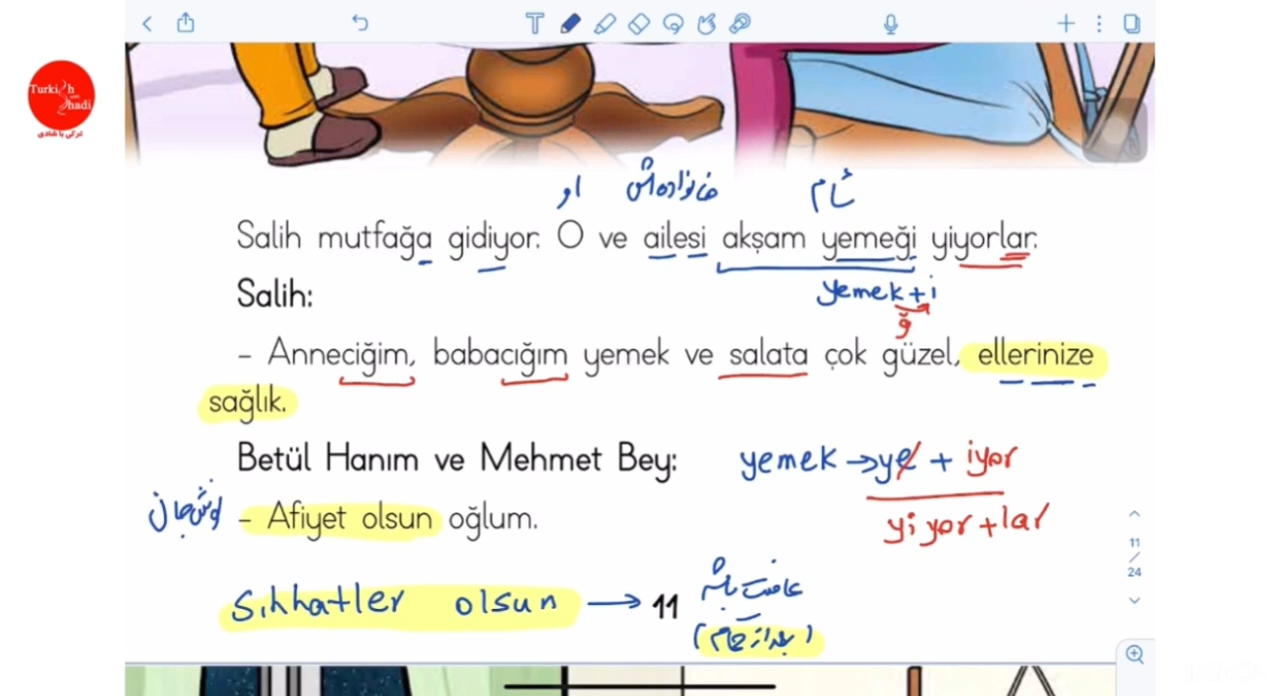 Turkish
Shadi
ترکی با شادی
او خانواده‌اش شام
Salih mutfağa gidiyor. O ve ailesi akşam yemeği yiyorlar.
yemek+i
ğ
Salih:
– Anneciğim, babacığım yemek ve salata çok güzel, ellerinize
sağlık.
Betül Hanım ve Mehmet Bey:
yemek → ye + iyor
yiyor+lar
نوش جان
– Afiyet olsun oğlum.
Sıhhatler olsun → عافیت باشه
(بعد از حمام)
11
11
/
24